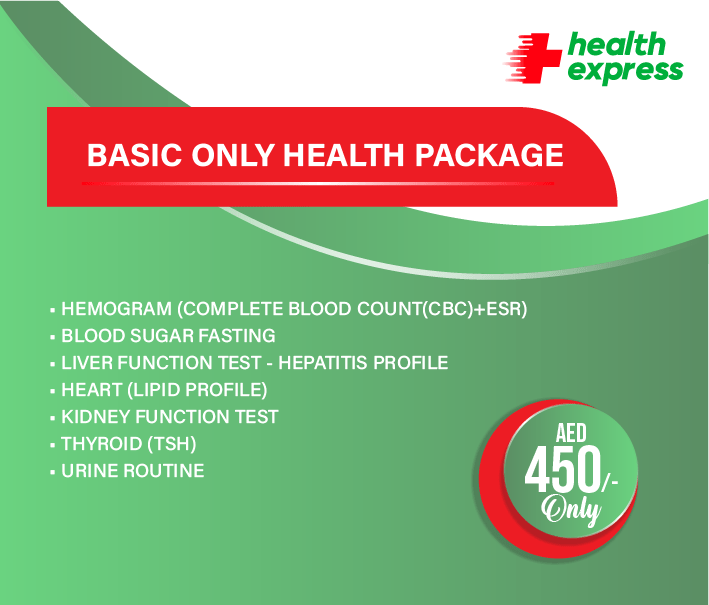 health
express
BASIC ONLY HEALTH PACKAGE
▪ HEMOGRAM (COMPLETE BLOOD COUNT(CBC)+ESR)
▪ BLOOD SUGAR FASTING
▪ LIVER FUNCTION TEST - HEPATITIS PROFILE
▪ HEART (LIPID PROFILE)
▪ KIDNEY FUNCTION TEST
▪ THYROID (TSH)
▪ URINE ROUTINE
AED
450/-
Only